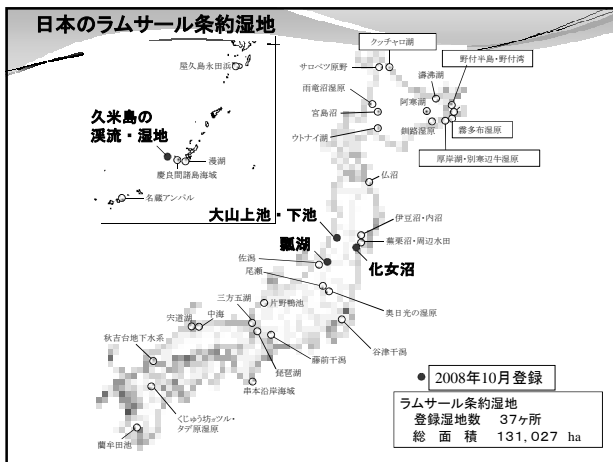 日本のラムサール条約湿地
屋久島永田浜
久米島の
渓流・湿地
漫湖
慶良間諸島海域
名蔵アンパル
クッチャロ湖
サロベツ原野
雨竜沼湿原
宮島沼
ウトナイ湖
濤沸湖
阿寒湖
釧路湿原
野付半島・野付湾
霧多布湿原
厚岸湖・別寒辺牛湿原
仏沼
大山上池・下池
伊豆沼・内沼
蕪栗沼・周辺水田
瓢湖
化女沼
佐潟
尾瀬
奥日光の湿原
片野鴨池
三方五湖
宍道湖
中海
谷津干潟
秋吉台地下水系
藤前干潟
琵琶湖
串本沿岸海域
くじゅう坊ガツル・
タデ原湿原
藺牟田池
2008年10月登録
ラムサール条約湿地
登録湿地数 37ヶ所
総 面 積 131,027 ha